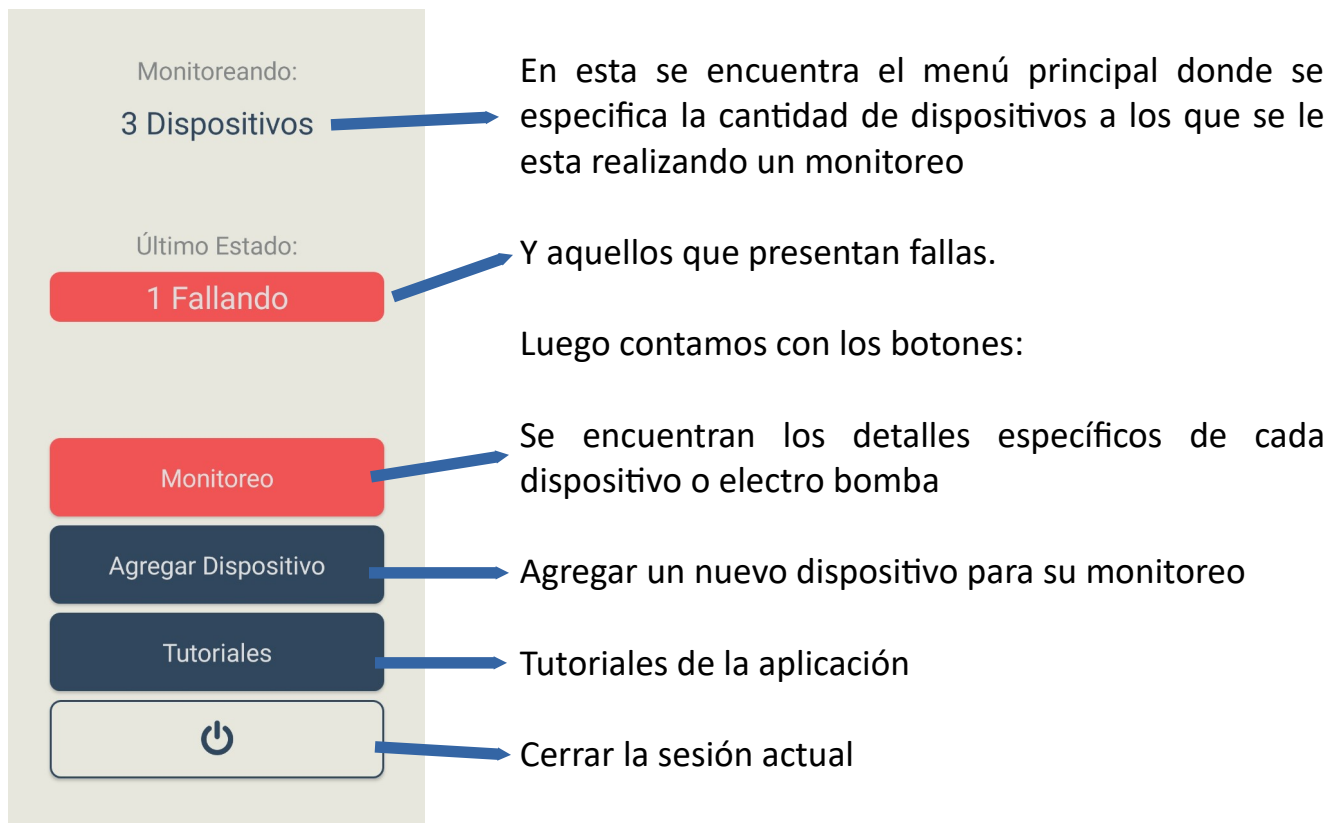 Monitoreando:
3 Dispositivos
En esta se encuentra el menú principal donde se
especifica la cantidad de dispositivos a los que se le
esta realizando un monitoreo
Último Estado:
1 Fallando
Y aquellos que presentan fallas.
Luego contamos con los botones:
Monitoreo
Se encuentran los detalles específicos de cada
dispositivo o electro bomba
Agregar Dispositivo
Agregar un nuevo dispositivo para su monitoreo
Tutoriales
Tutoriales de la aplicación
Cerrar la sesión actual